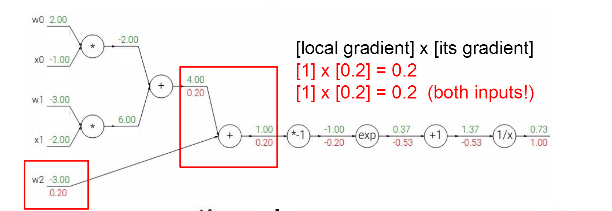 w0 2.00
-2.00
*
x0 -1.00
[local gradient] x [its gradient]
[1] x [0.2] = 0.2
[1] x [0.2] = 0.2 (both inputs!)
4.00
+
0.20
w1 -3.00
6.00
*
x1 -2.00
+ 1.00 *-1 -1.00 exp 0.37 +1 1.37 1/x 0.73
0.20 -0.20 -0.53 -0.53 1.00
w2 -3.00
0.20